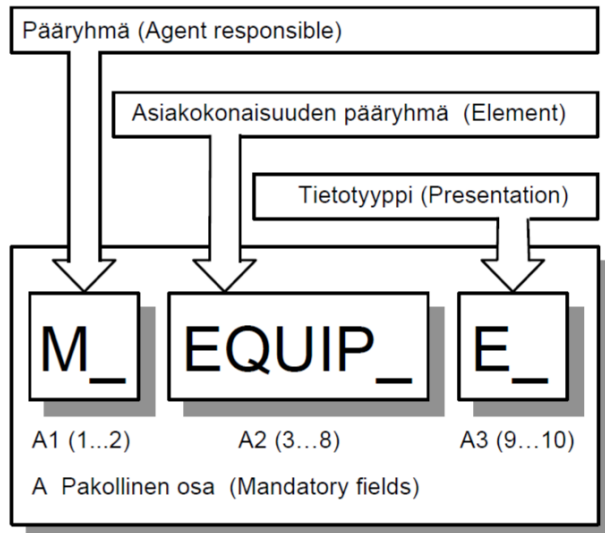 Pääryhmä (Agent responsible)
Asiakokonaisuuden pääryhmä  (Element)
Tietotyyppi (Presentation)
M_ EQUIP_ E_
A1 (1...2) A2 (3...8) A3 (9...10)
A  Pakollinen osa  (Mandatory fields)